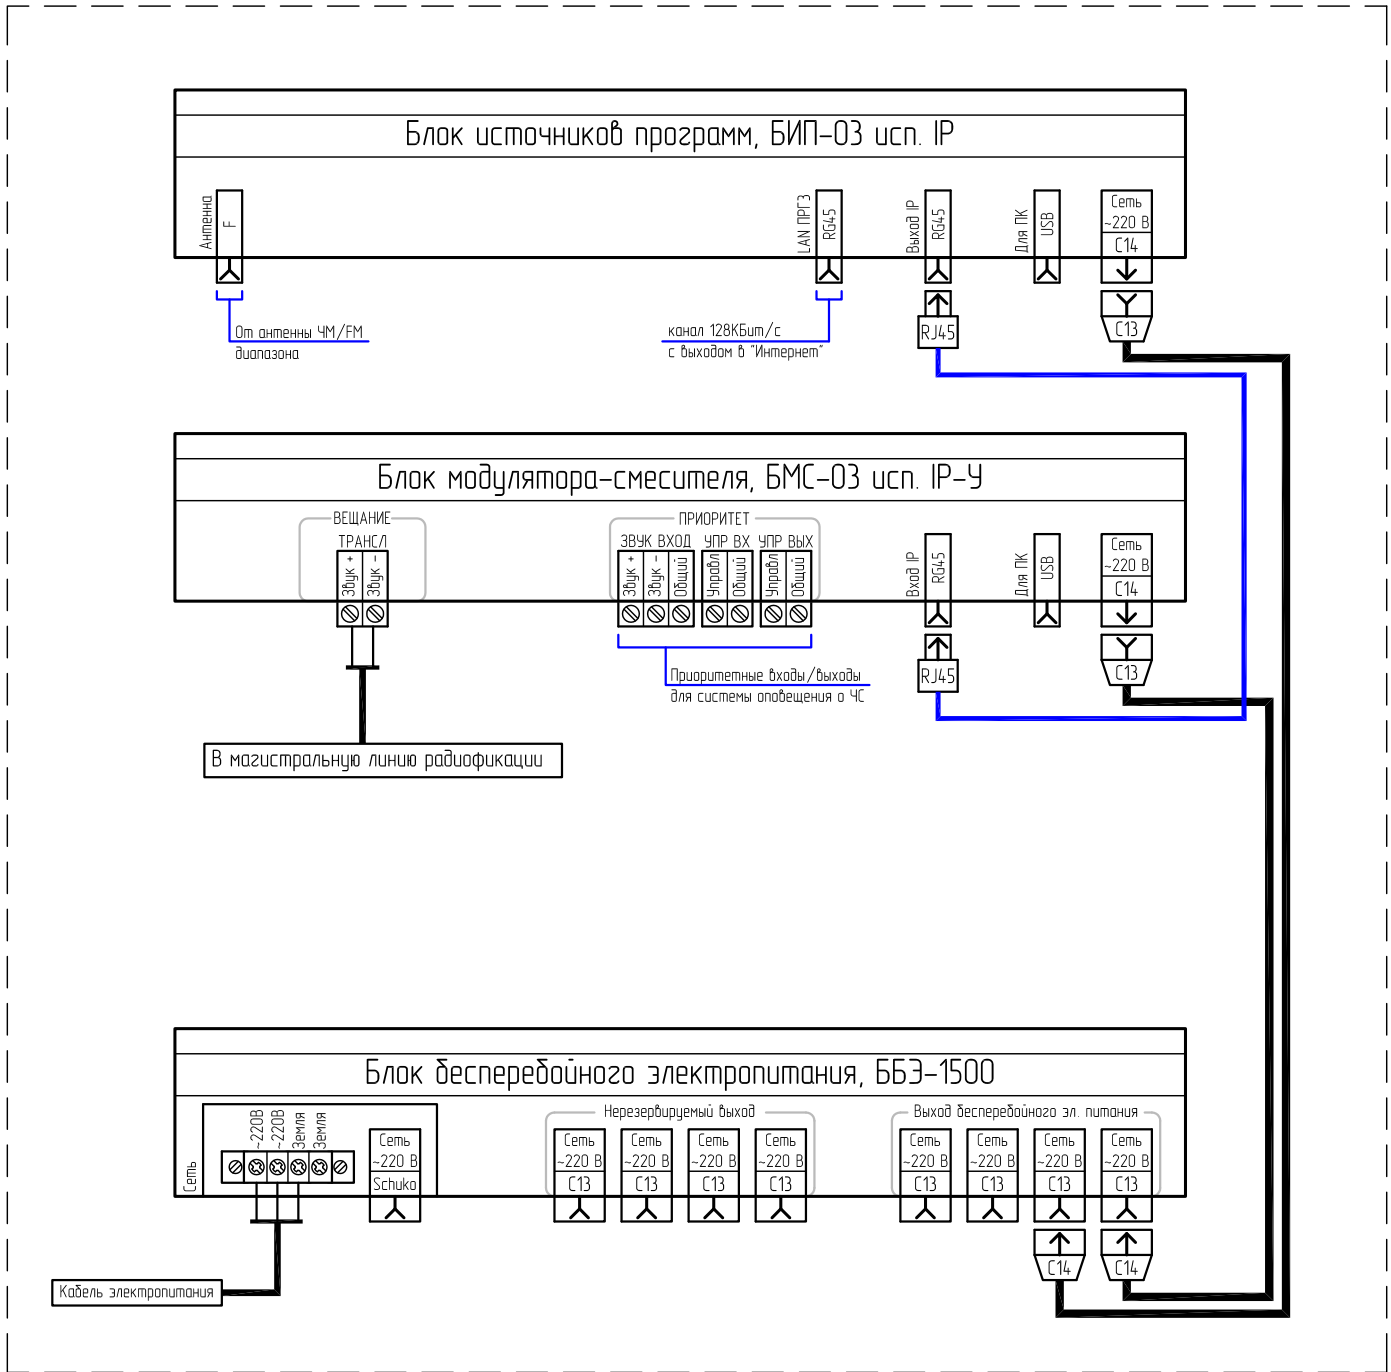 Блок источников программ, БИП-03 исп. IP
Антенна
F
LAN ПРГ3
RG45
Выход IP
RG45
Для ПК
USB
Сеть
~220 В
C14
От антенны ЧМ/FM
диапазона
канал 128КБит/с
с выходом в "Интернет"
RJ45
C13
Блок модулятора-смесителя, БМС-03 исп. IP-У
ВЕЩАНИЕ
ТРАНСЛ
Звук +
Звук -
ПРИОРИТЕТ
ЗВУК ВХОД
УПР ВХ
УПР ВЫХ
Звук +
Звук -
Общий
Управл
Общий
Управл
Общий
Вход IP
RG45
Для ПК
USB
Сеть
~220 В
C14
Приоритетные входы/выходы
для системы оповещения о ЧС
RJ45
C13
В магистральную линию радиофикации
Блок бесперебойного электропитания, ББЭ-1500
Сеть
~220В
~220В
Земля
Земля
Сеть
~220 В
Schuko
Нерезервируемый выход
Сеть
~220 В
C13
Сеть
~220 В
C13
Сеть
~220 В
C13
Сеть
~220 В
C13
Выход бесперебойного эл. питания
Сеть
~220 В
C13
Сеть
~220 В
C13
Сеть
~220 В
C13
Сеть
~220 В
C13
C14
C14
Кабель электропитания